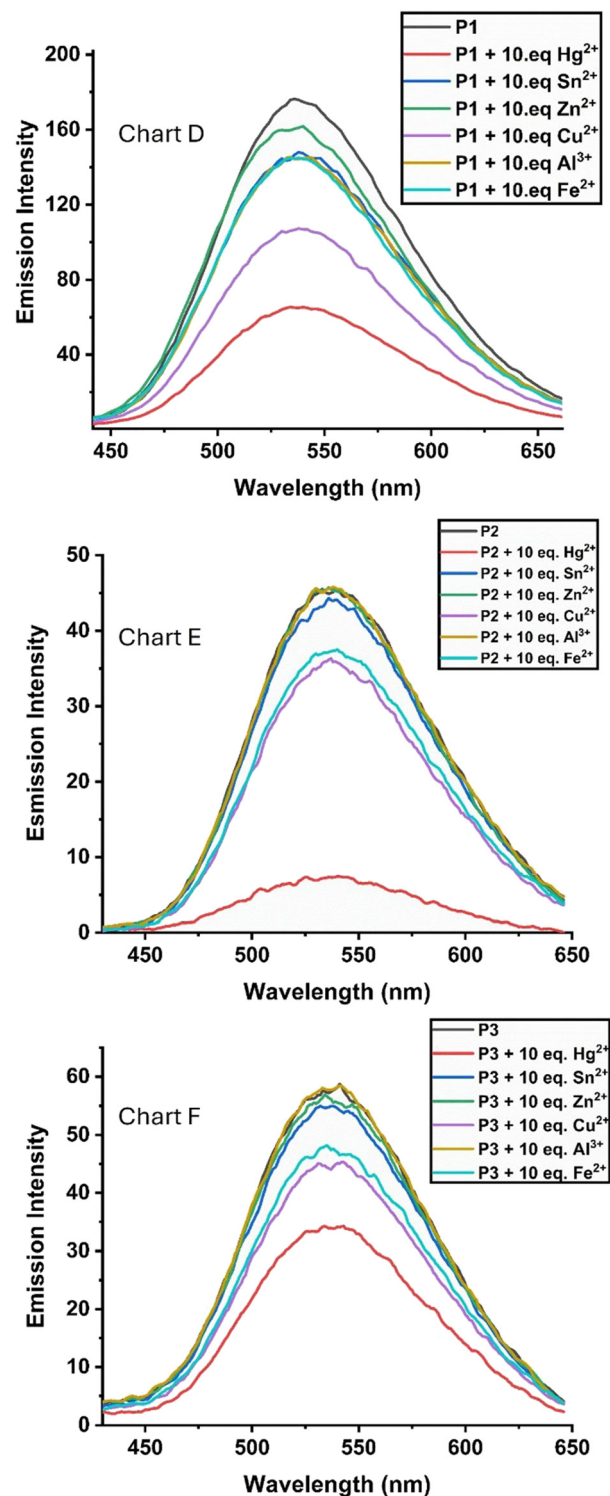 P1
P1 + 10.eq Hg²⁺
P1 + 10.eq Sn²⁺
P1 + 10.eq Zn²⁺
P1 + 10.eq Cu²⁺
P1 + 10.eq Al³⁺
P1 + 10.eq Fe²⁺
Chart D
200
160
120
80
40
Emission Intensity
450 500 550 600 650
Wavelength (nm)
P2
P2 + 10 eq. Hg²⁺
P2 + 10 eq. Sn²⁺
P2 + 10 eq. Zn²⁺
P2 + 10 eq. Cu²⁺
P2 + 10 eq. Al³⁺
P2 + 10 eq. Fe²⁺
Chart E
50
40
30
20
10
0
Esmission Intensity
450 500 550 600 650
Wavelength (nm)
P3
P3 + 10 eq. Hg²⁺
P3 + 10 eq. Sn²⁺
P3 + 10 eq. Zn²⁺
P3 + 10 eq. Cu²⁺
P3 + 10 eq. Al³⁺
P3 + 10 eq. Fe²⁺
Chart F
60
50
40
30
20
10
0
Emission Intensity
450 500 550 600 650
Wavelength (nm)